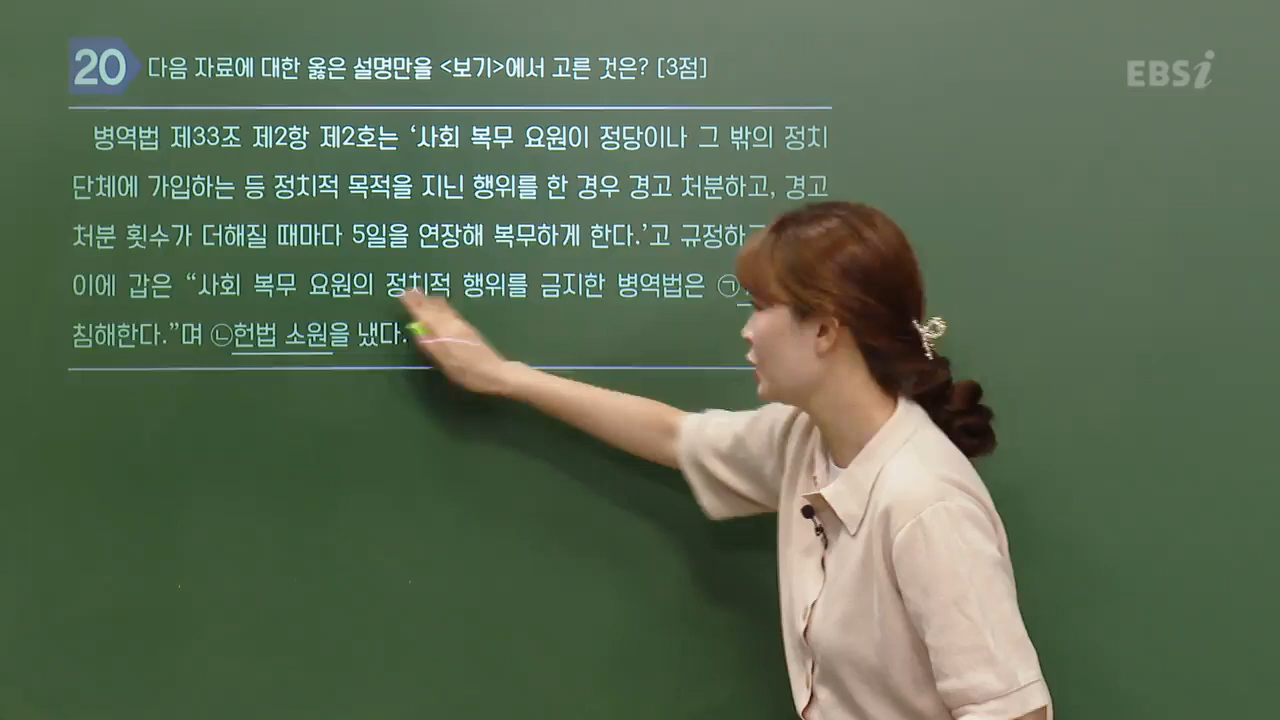 20 다음 자료에 대한 옳은 설명만을 <보기>에서 고른 것은? [3점]
EBSi
병역법 제33조 제2항 제2호는 ‘사회 복무 요원이 정당이나 그 밖의 정치
단체에 가입하는 등 정치적 목적을 지닌 행위를 한 경우 경고 처분하고, 경고
처분 횟수가 더해질 때마다 5일을 연장해 복무하게 한다.’고
이에 갑은 “사회 복무 요원의 정치적 행위를 금지한 병역법은 ㉠
침해한다.”며 ㉡헌법 소원을 냈다.